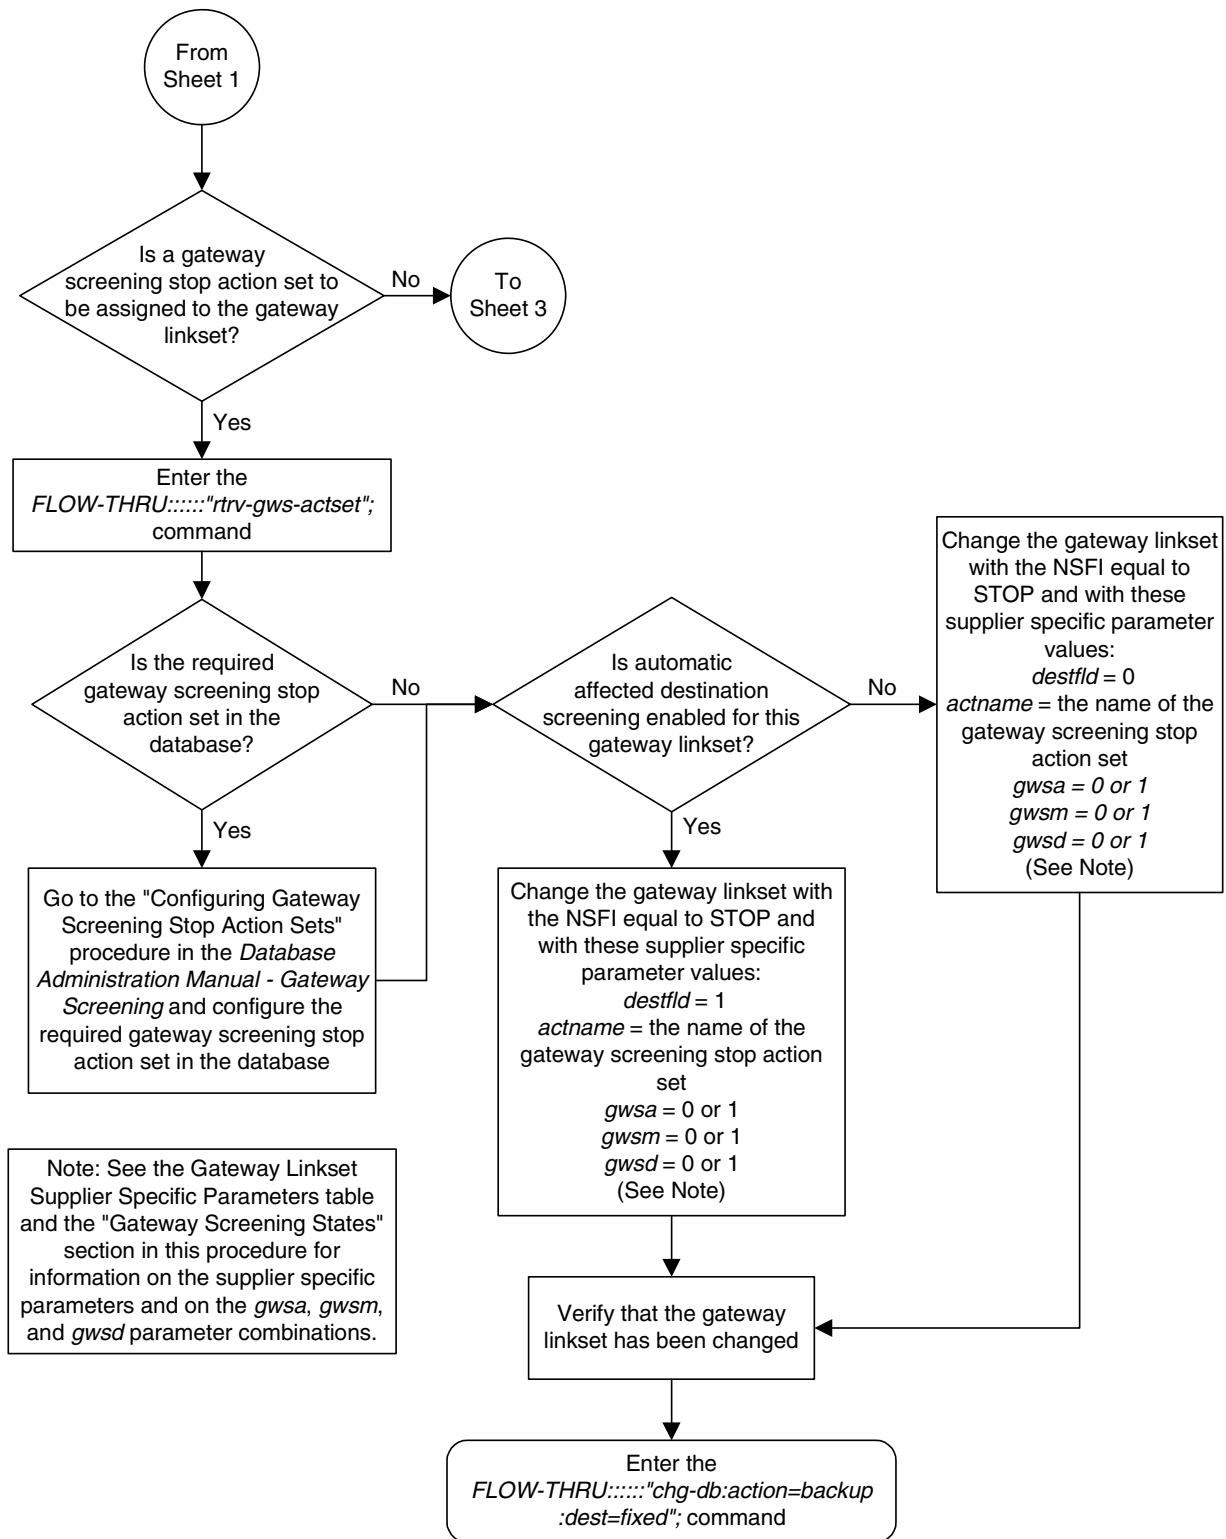 From
Sheet 1
Is a gateway
screening stop action set to
be assigned to the gateway
linkset?
No
To
Sheet 3
Yes
Enter the
FLOW-THRU::::::"rtrv-gws-actset";
command
Is the required
gateway screening stop
action set in the
database?
No
Is automatic
affected destination
screening enabled for this
gateway linkset?
No
Change the gateway linkset
with the NSFI equal to
STOP and with these
supplier specific parameter
values:
destfld = 0
actname = the name of the
gateway screening stop
action set
gwsa = 0 or 1
gwsm = 0 or 1
gwsd = 0 or 1
(See Note)
Yes
Go to the "Configuring Gateway
Screening Stop Action Sets"
procedure in the Database
Administration Manual - Gateway
Screening and configure the
required gateway screening stop
action set in the database
Yes
Change the gateway linkset with
the NSFI equal to STOP and
with these supplier specific
parameter values:
destfld = 1
actname = the name of the
gateway screening stop action
set
gwsa = 0 or 1
gwsm = 0 or 1
gwsd = 0 or 1
(See Note)
Note: See the Gateway Linkset
Supplier Specific Parameters table
and the "Gateway Screening States"
section in this procedure for
information on the supplier specific
parameters and on the gwsa, gwsm,
and gwsd parameter combinations.
Verify that the gateway
linkset has been changed
Enter the
FLOW-THRU::::::"chg-db:action=backup
:dest=fixed"; command